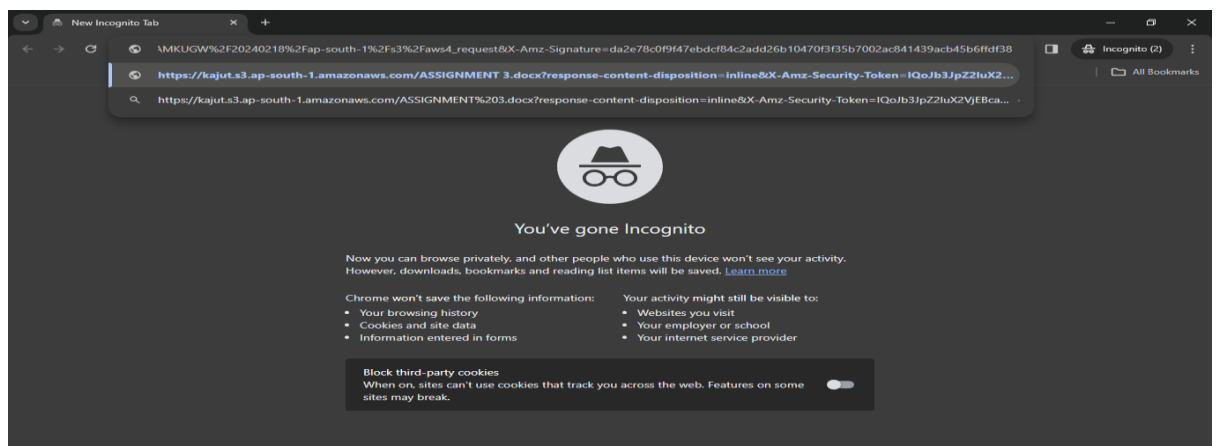 New Incognito Tab
\MKUGW%2F20240218%2Fap-south-1%2Fs3%2Faws4_request&X-Amz-Signature=da2e78c0f9f47ebdcf84c2add26b10470f3f35b7002ac841439acb45b6ffdf38
Incognito (2)
https://kajut.s3.ap-south-1.amazonaws.com/ASSIGNMENT 3.docx?response-content-disposition=inline&X-Amz-Security-Token=IQoJb3JpZ2luX2...
All Bookmarks
https://kajut.s3.ap-south-1.amazonaws.com/ASSIGNMENT%203.docx?response-content-disposition=inline&X-Amz-Security-Token=IQoJb3JpZ2luX2VjEBca...
You've gone Incognito
Now you can browse privately, and other people who use this device won't see your activity.
However, downloads, bookmarks and reading list items will be saved. Learn more
Chrome won't save the following information:
• Your browsing history
• Cookies and site data
• Information entered in forms
Your activity might still be visible to:
• Websites you visit
• Your employer or school
• Your internet service provider
Block third-party cookies
When on, sites can't use cookies that track you across the web. Features on some
sites may break.